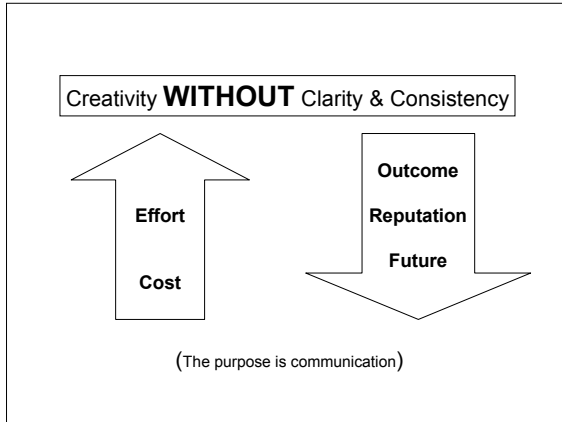 Creativity WITHOUT Clarity & Consistency
Effort
Cost
Outcome
Reputation
Future
(The purpose is communication)